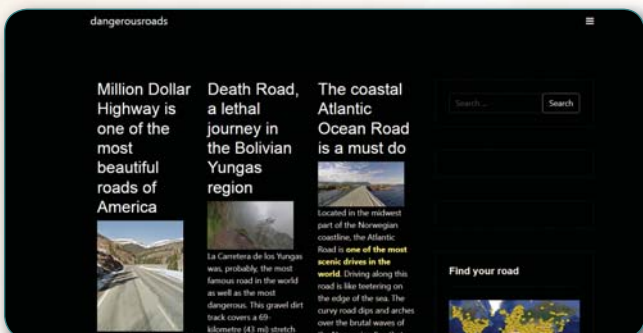 dangerousroads
Million Dollar
Highway is
one of the
most
beautiful
roads of
America
Death Road,
a lethal
journey in
the Bolivian
Yungas
region
La Carretera de los Yungas
was, probably, the most
famous road in the world
as well as the most
dangerous. This gravel dirt
track covers a 69-
kilometre (43 mi) stretch
The coastal
Atlantic
Ocean Road
is a must do
Located in the midwest
part of the Norwegian
coastline, the Atlantic
Road is one of the most
scenic drives in the
world. Driving along this
road is like teetering on
the edge of the sea. The
curvy road dips and arches
over the brutal waves of
Search ...
Search
Find your road